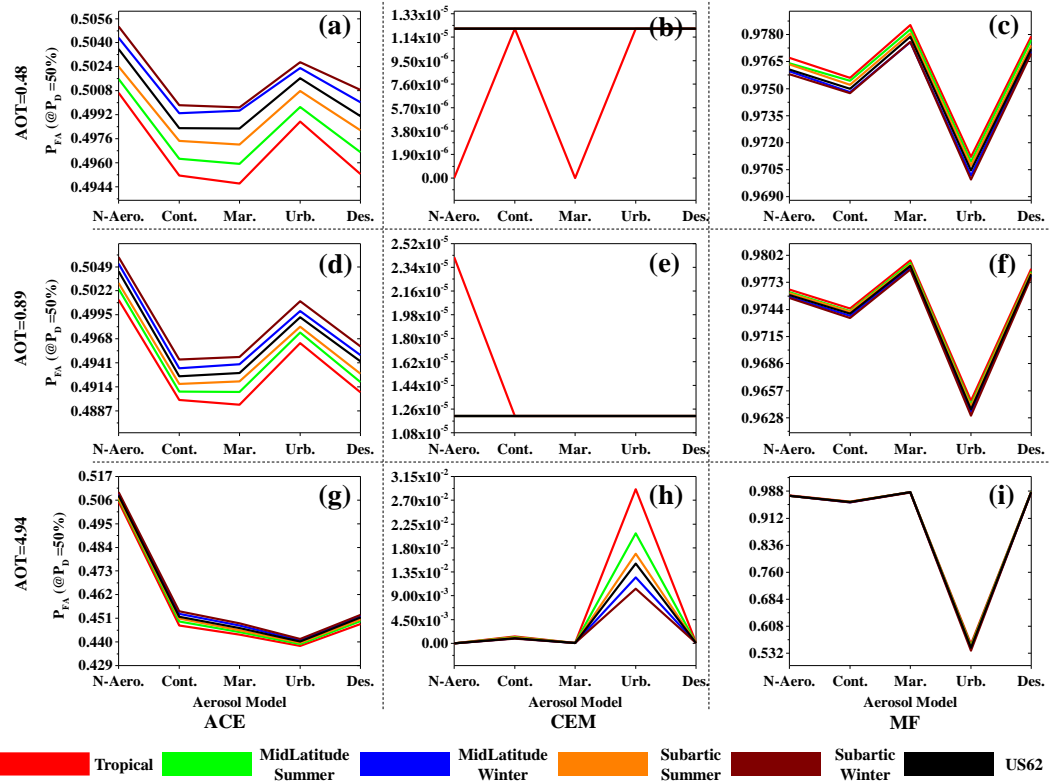 AOT=0.48
P_FA (@P_D =50%)
0.5056
0.5040
0.5024
0.5008
0.4992
0.4976
0.4960
0.4944
(a)
N-Aero. Cont. Mar. Urb. Des.
1.33x10^-5
1.14x10^-5
9.50x10^-6
7.60x10^-6
5.70x10^-6
3.80x10^-6
1.90x10^-6
0.00
(b)
N-Aero. Cont. Mar. Urb. Des.
0.9780
0.9765
0.9750
0.9735
0.9720
0.9705
0.9690
(c)
N-Aero. Cont. Mar. Urb. Des.
AOT=0.89
P_FA (@P_D =50%)
0.5049
0.5022
0.4995
0.4968
0.4941
0.4914
0.4887
(d)
N-Aero. Cont. Mar. Urb. Des.
2.52x10^-5
2.34x10^-5
2.16x10^-5
1.98x10^-5
1.80x10^-5
1.62x10^-5
1.44x10^-5
1.26x10^-5
1.08x10^-5
(e)
N-Aero. Cont. Mar. Urb. Des.
0.9802
0.9773
0.9744
0.9715
0.9686
0.9657
0.9628
(f)
N-Aero. Cont. Mar. Urb. Des.
AOT=4.94
P_FA (@P_D =50%)
0.517
0.506
0.495
0.484
0.473
0.462
0.451
0.440
0.429
(g)
N-Aero. Cont. Mar. Urb. Des.
Aerosol Model
ACE
3.15x10^-2
2.70x10^-2
2.25x10^-2
1.80x10^-2
1.35x10^-2
9.00x10^-3
4.50x10^-3
0.00
(h)
N-Aero. Cont. Mar. Urb. Des.
Aerosol Model
CEM
0.988
0.912
0.836
0.760
0.684
0.608
0.532
(i)
N-Aero. Cont. Mar. Urb. Des.
Aerosol Model
MF
Tropical
MidLatitude
Summer
MidLatitude
Winter
Subartic
Summer
Subartic
Winter
US62